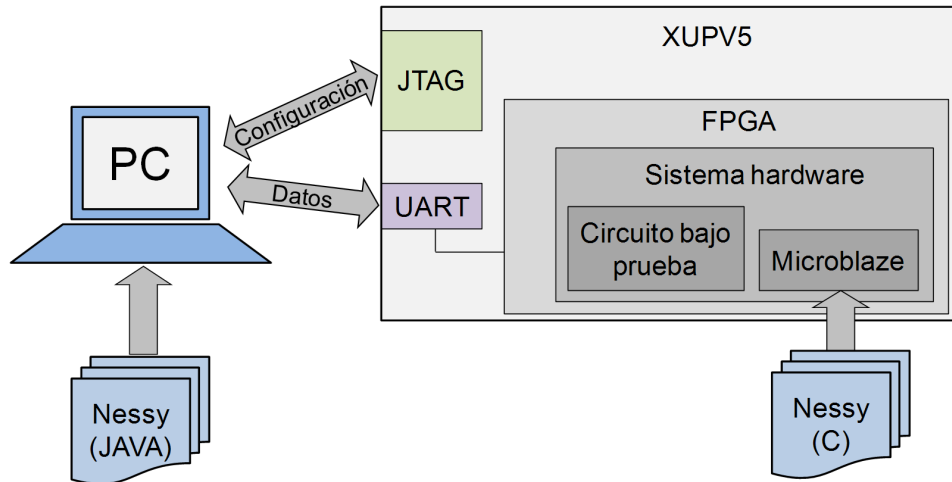 XUPV5
JTAG
Configuración
FPGA
PC
Sistema hardware
Datos
UART
Circuito bajo
prueba
Microblaze
Nessy
(JAVA)
Nessy
(C)